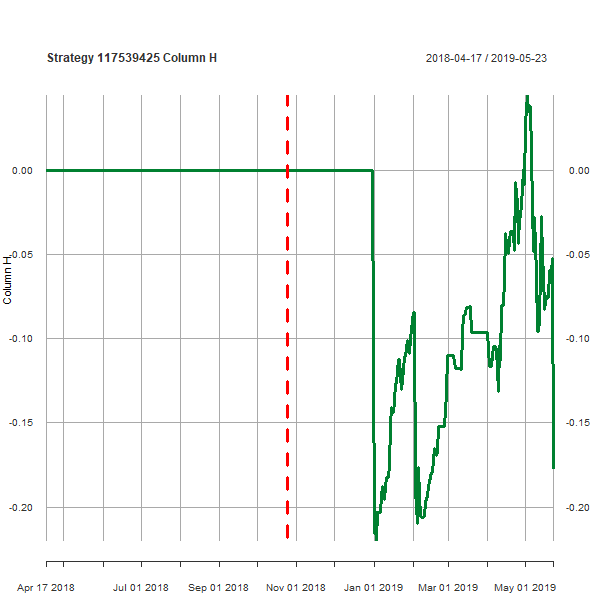 Strategy 117539425 Column H
2018-04-17 / 2019-05-23
0.00
0.00
-0.05
-0.05
Column H
-0.10
-0.10
-0.15
-0.15
-0.20
-0.20
Apr 17 2018
Jul 01 2018
Sep 01 2018
Nov 01 2018
Jan 01 2019
Mar 01 2019
May 01 2019